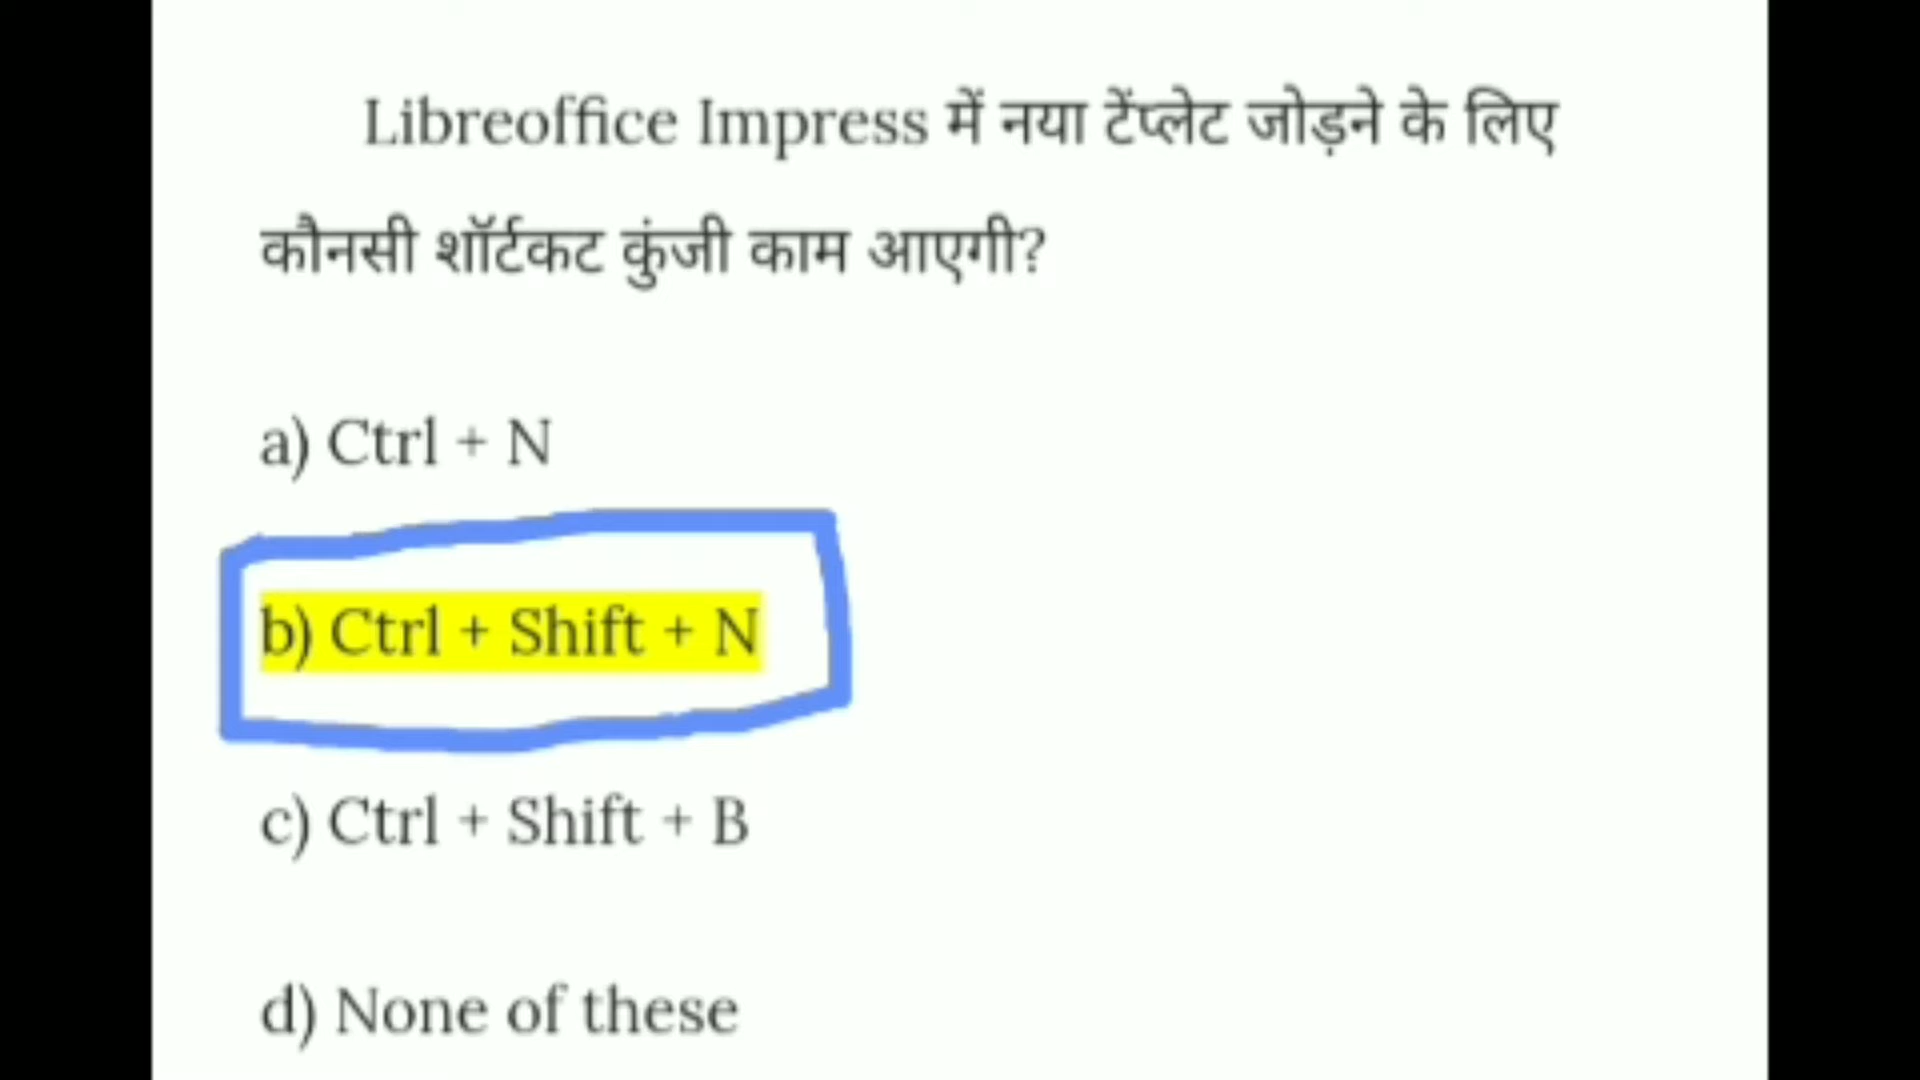 Libreoffice Impress में नया टेंप्लेट जोड़ने के लिए
कौनसी शॉर्टकट कुंजी काम आएगी?
a) Ctrl + N
b) Ctrl + Shift + N
c) Ctrl + Shift + B
d) None of these